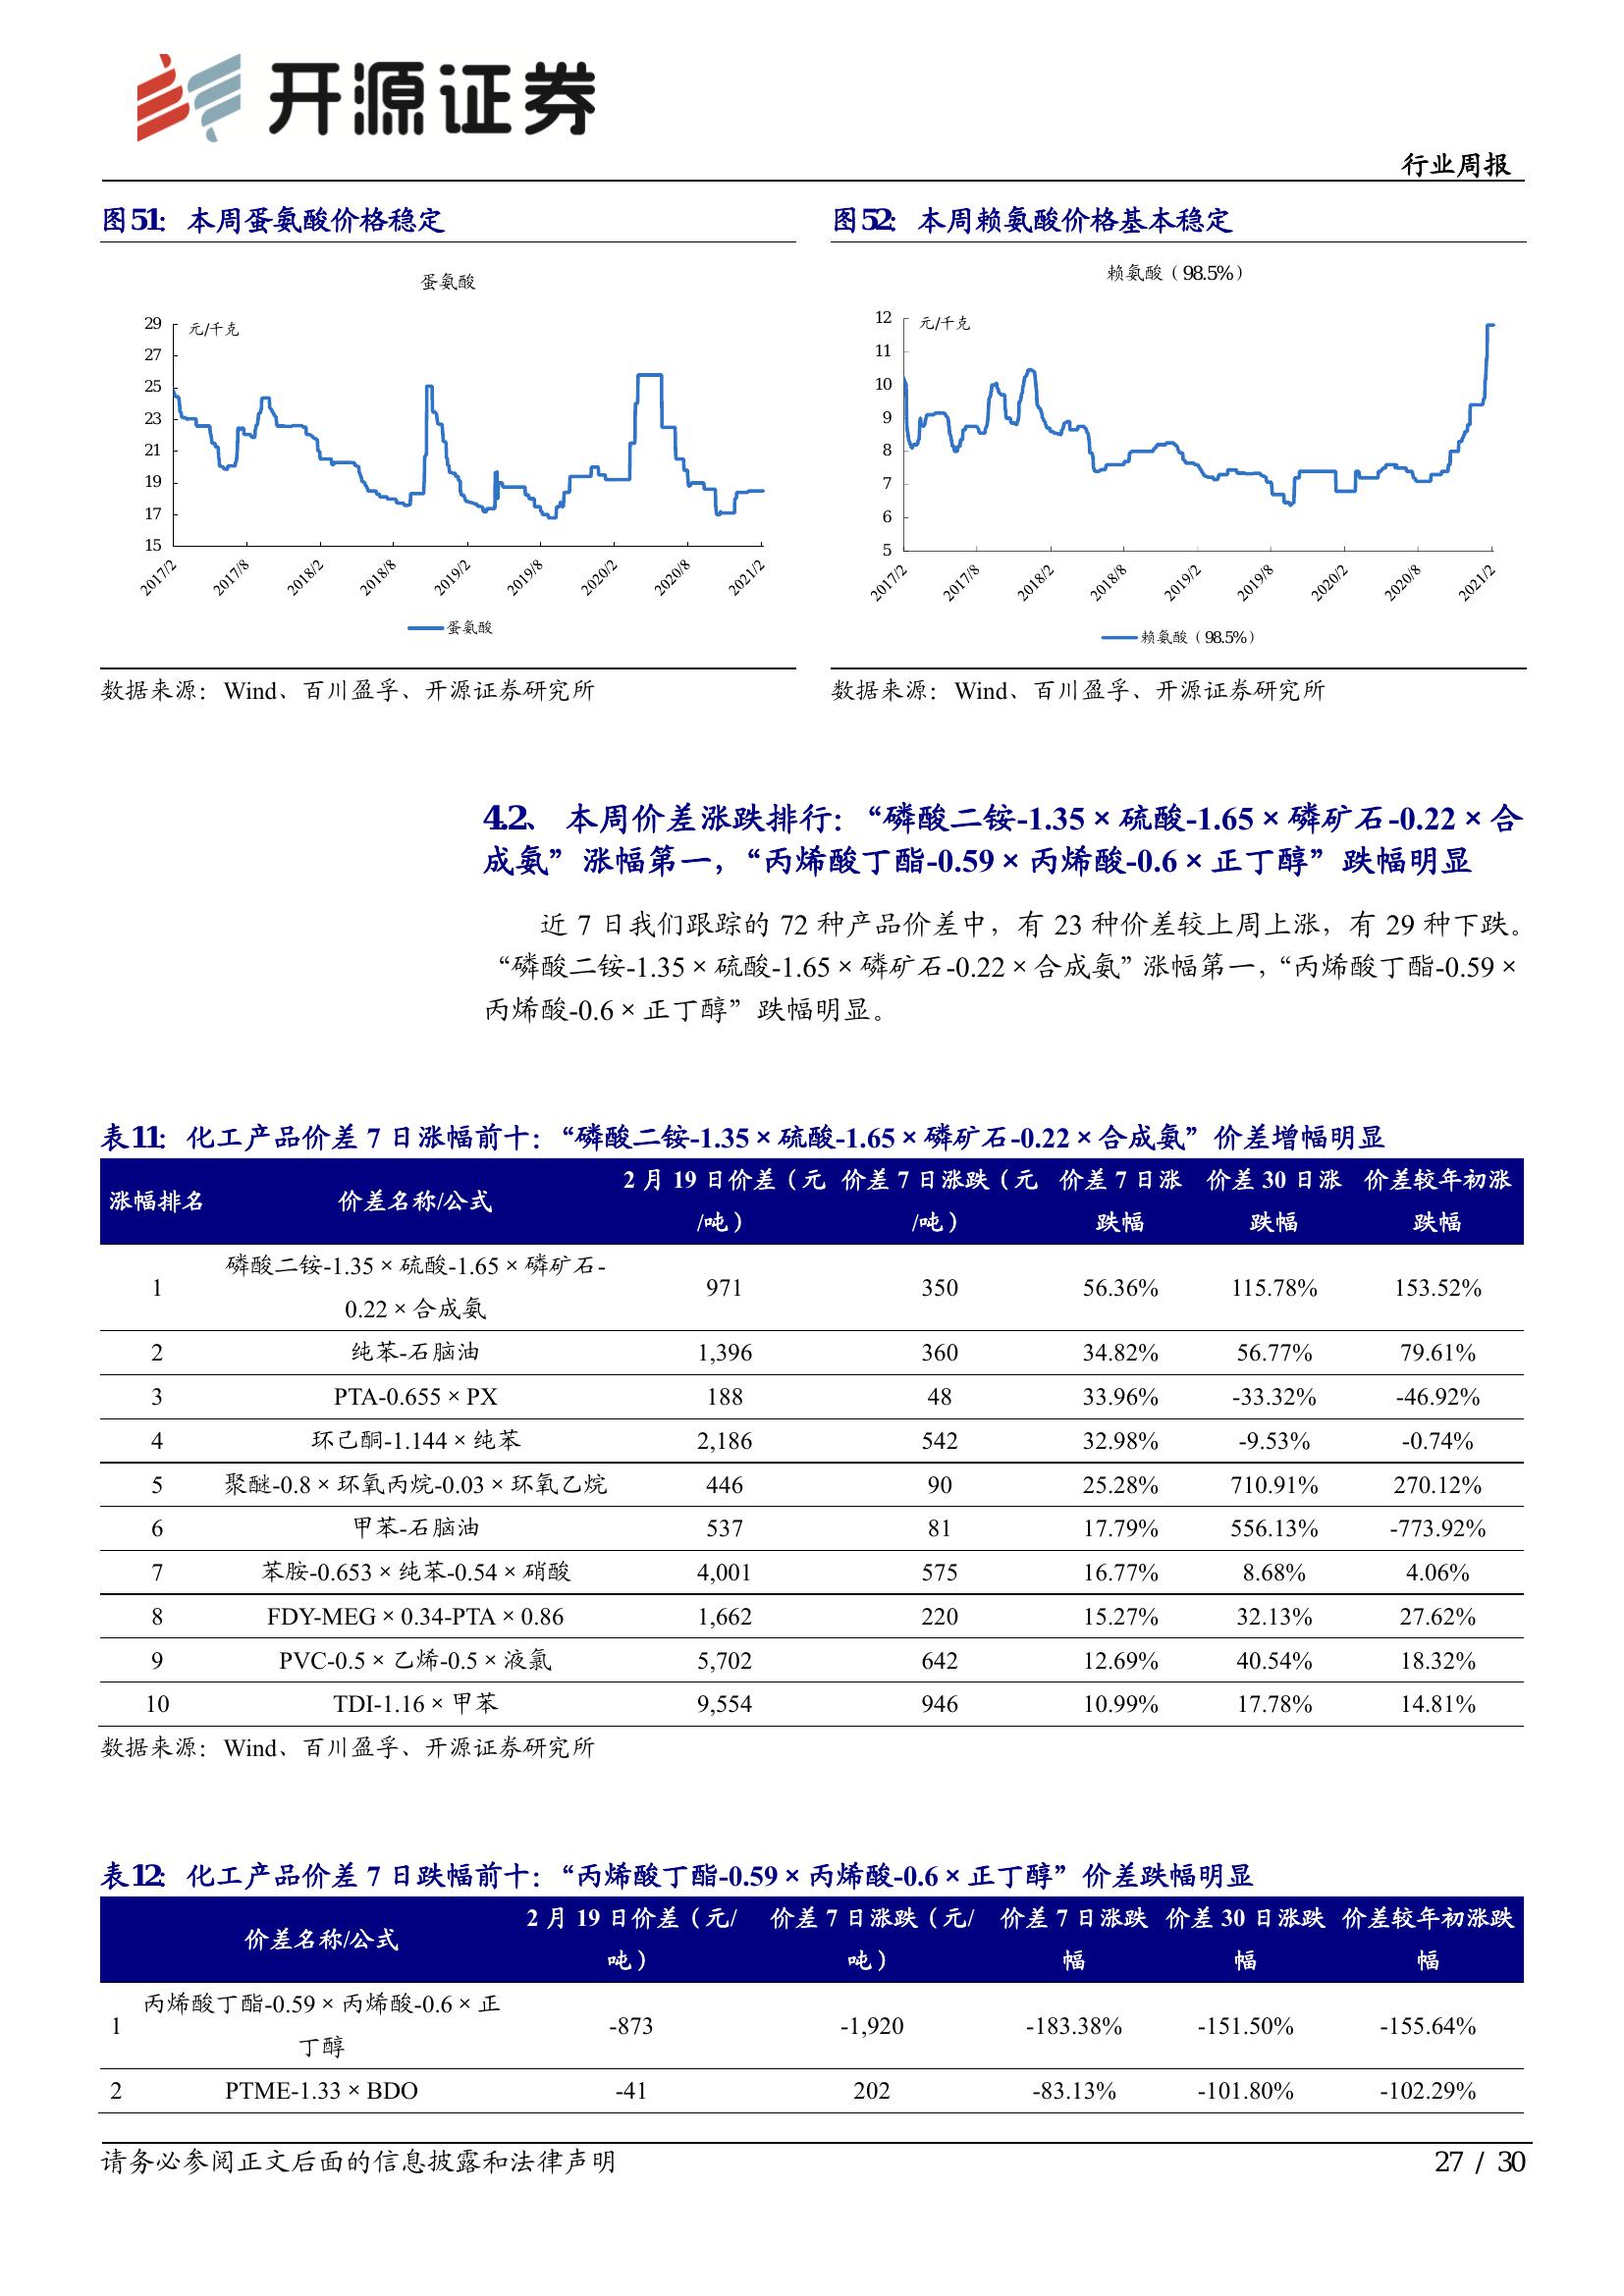 开源证券
行业周报
图51： 本周蛋氨酸价格稳定
蛋氨酸
元/千克
29
27
25
23
21
19
17
15
2017/2
2017/8
2018/2
2018/8
2019/2
2019/8
2020/2
2020/8
2021/2
蛋氨酸
数据来源：Wind、百川盈孚、开源证券研究所
图52： 本周赖氨酸价格基本稳定
赖氨酸（98.5%）
元/千克
12
11
10
9
8
7
6
5
2017/2
2017/8
2018/2
2018/8
2019/2
2019/8
2020/2
2020/8
2021/2
赖氨酸（98.5%）
数据来源：Wind、百川盈孚、开源证券研究所
4.2、 本周价差涨跌排行：“磷酸二铵-1.35×硫酸-1.65×磷矿石-0.22×合
成氨”涨幅第一，“丙烯酸丁酯-0.59×丙烯酸-0.6×正丁醇”跌幅明显
近 7 日我们跟踪的 72 种产品价差中，有 23 种价差较上周上涨，有 29 种下跌。
“磷酸二铵-1.35×硫酸-1.65×磷矿石-0.22×合成氨”涨幅第一，“丙烯酸丁酯-0.59×
丙烯酸-0.6×正丁醇”跌幅明显。
表11： 化工产品价差 7 日涨幅前十：“磷酸二铵-1.35×硫酸-1.65×磷矿石-0.22×合成氨”价差增幅明显
涨幅排名 价差名称/公式 2 月 19 日价差（元/吨） 价差 7 日涨跌（元/吨） 价差 7 日涨跌幅 价差 30 日涨跌幅 价差较年初涨跌幅
1 磷酸二铵-1.35×硫酸-1.65×磷矿石-0.22×合成氨 971 350 56.36% 115.78% 153.52%
2 纯苯-石脑油 1,396 360 34.82% 56.77% 79.61%
3 PTA-0.655×PX 188 48 33.96% -33.32% -46.92%
4 环己酮-1.144×纯苯 2,186 542 32.98% -9.53% -0.74%
5 聚醚-0.8×环氧丙烷-0.03×环氧乙烷 446 90 25.28% 710.91% 270.12%
6 甲苯-石脑油 537 81 17.79% 556.13% -773.92%
7 苯胺-0.653×纯苯-0.54×硝酸 4,001 575 16.77% 8.68% 4.06%
8 FDY-MEG×0.34-PTA×0.86 1,662 220 15.27% 32.13% 27.62%
9 PVC-0.5×乙烯-0.5×液氯 5,702 642 12.69% 40.54% 18.32%
10 TDI-1.16×甲苯 9,554 946 10.99% 17.78% 14.81%
数据来源：Wind、百川盈孚、开源证券研究所
表12： 化工产品价差 7 日跌幅前十：“丙烯酸丁酯-0.59×丙烯酸-0.6×正丁醇”价差跌幅明显
价差名称/公式 2 月 19 日价差（元/吨） 价差 7 日涨跌（元/吨） 价差 7 日涨跌幅 价差 30 日涨跌幅 价差较年初涨跌幅
1 丙烯酸丁酯-0.59×丙烯酸-0.6×正丁醇 -873 -1,920 -183.38% -151.50% -155.64%
2 PTME-1.33×BDO -41 202 -83.13% -101.80% -102.29%
请务必参阅正文后面的信息披露和法律声明
27 / 30